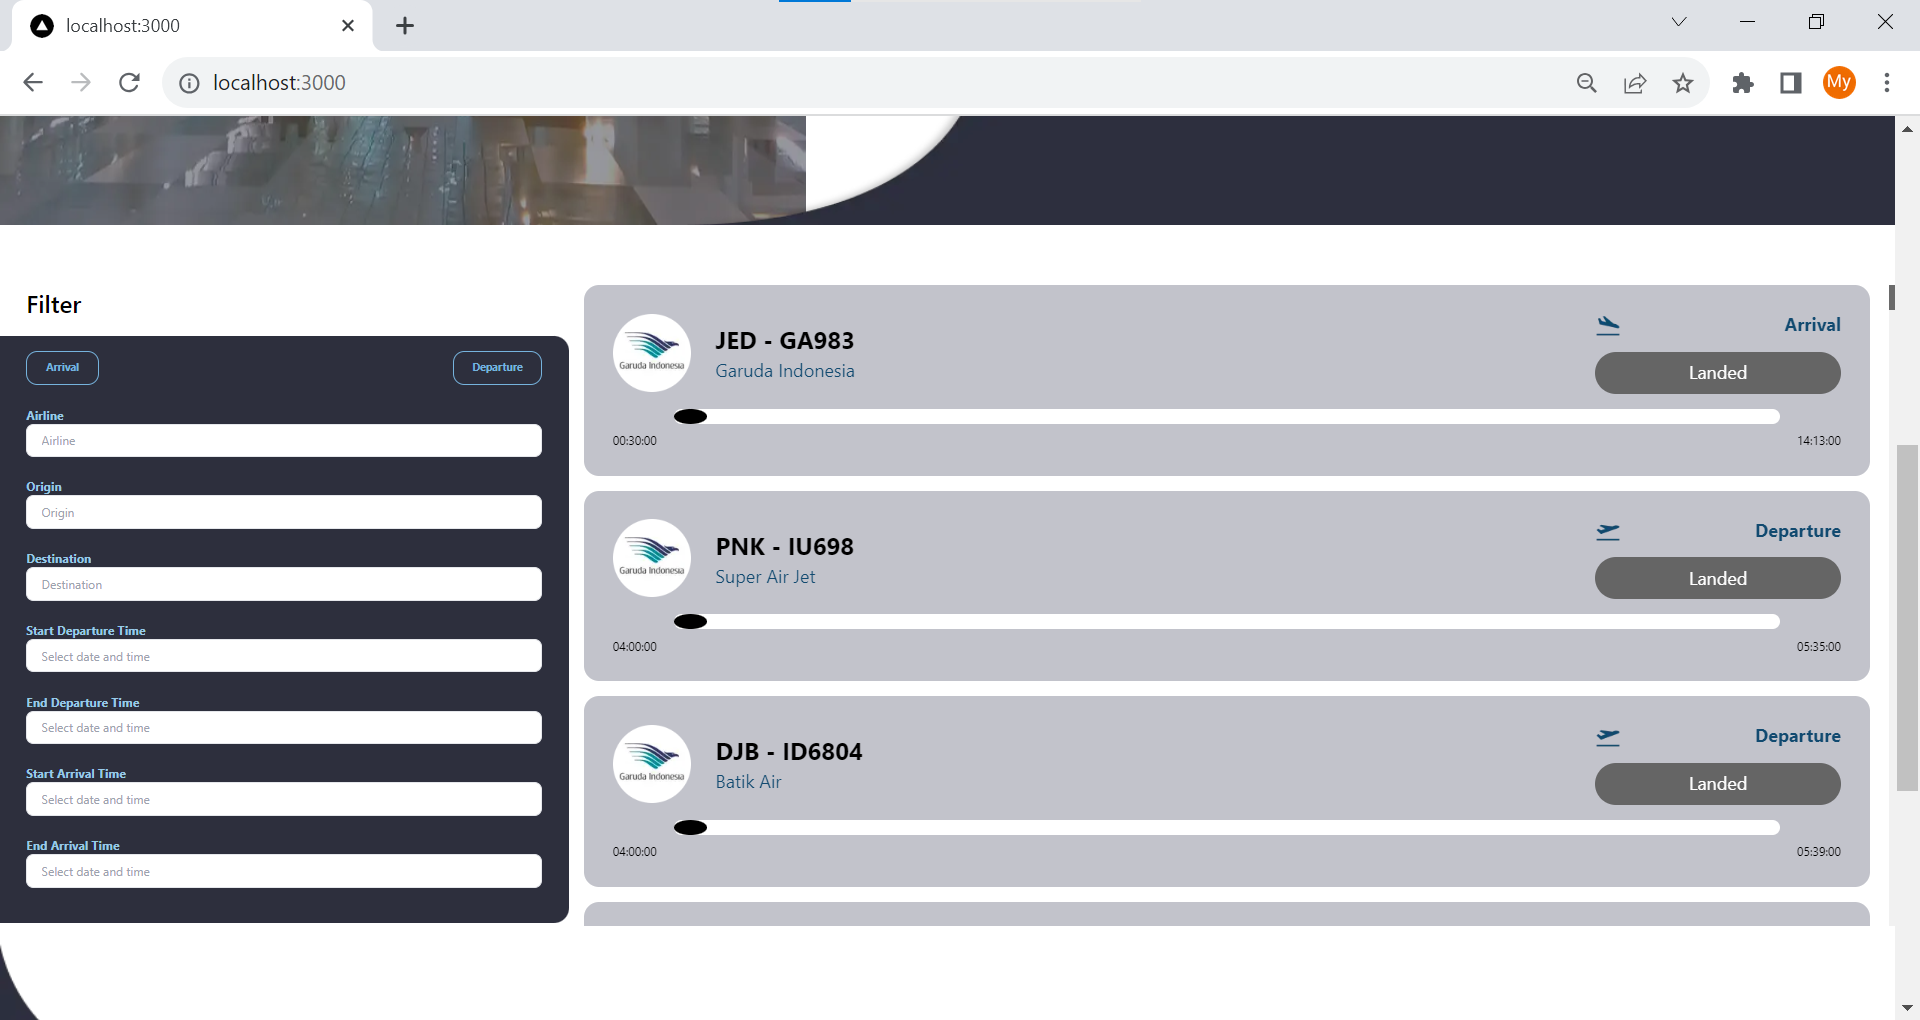 localhost:3000
localhost:3000
My
Filter
Arrival
Departure
Airline
Airline
Origin
Origin
Destination
Destination
Start Departure Time
Select date and time
End Departure Time
Select date and time
Start Arrival Time
Select date and time
End Arrival Time
Select date and time
Garuda Indonesia
JED - GA983
Garuda Indonesia
Arrival
Landed
00:30:00
14:13:00
Garuda Indonesia
PNK - IU698
Super Air Jet
Departure
Landed
04:00:00
05:35:00
Garuda Indonesia
DJB - ID6804
Batik Air
Departure
Landed
04:00:00
05:39:00